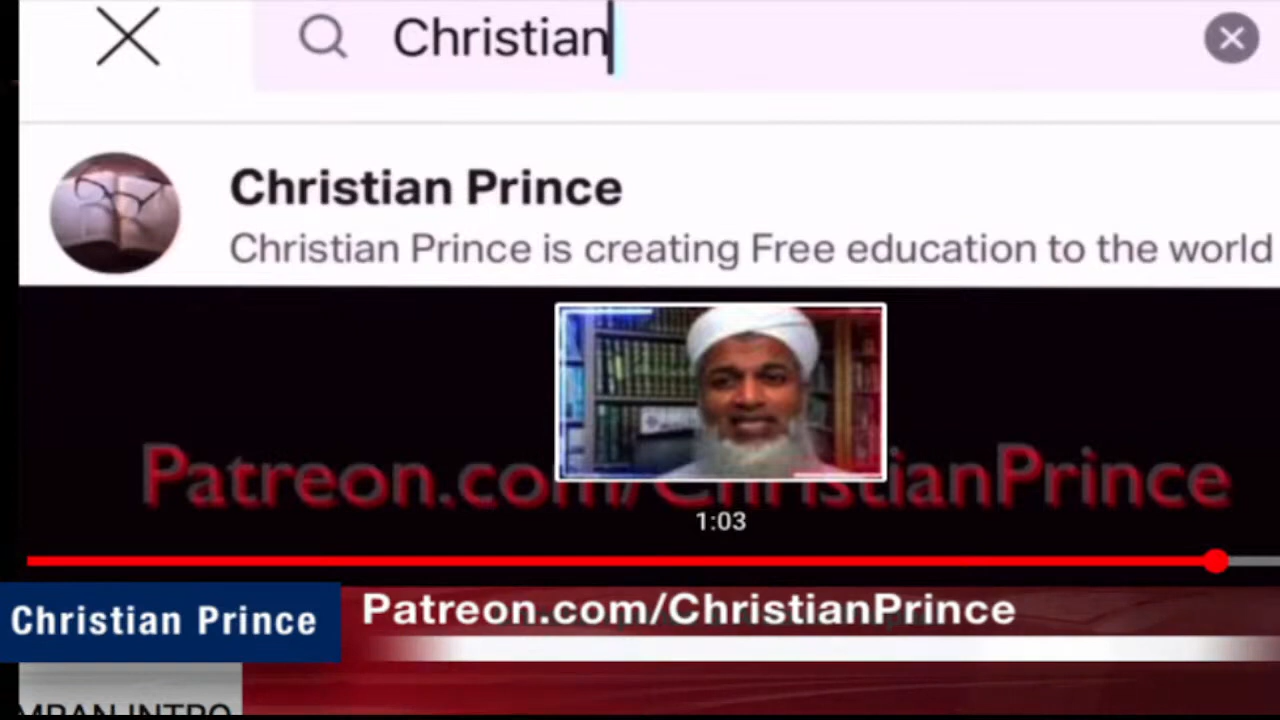 Christian
Christian Prince
Christian Prince is creating Free education to the world
Patreon.com/ChristianPrince
1:03
Christian Prince
Patreon.com/ChristianPrince
INTRO